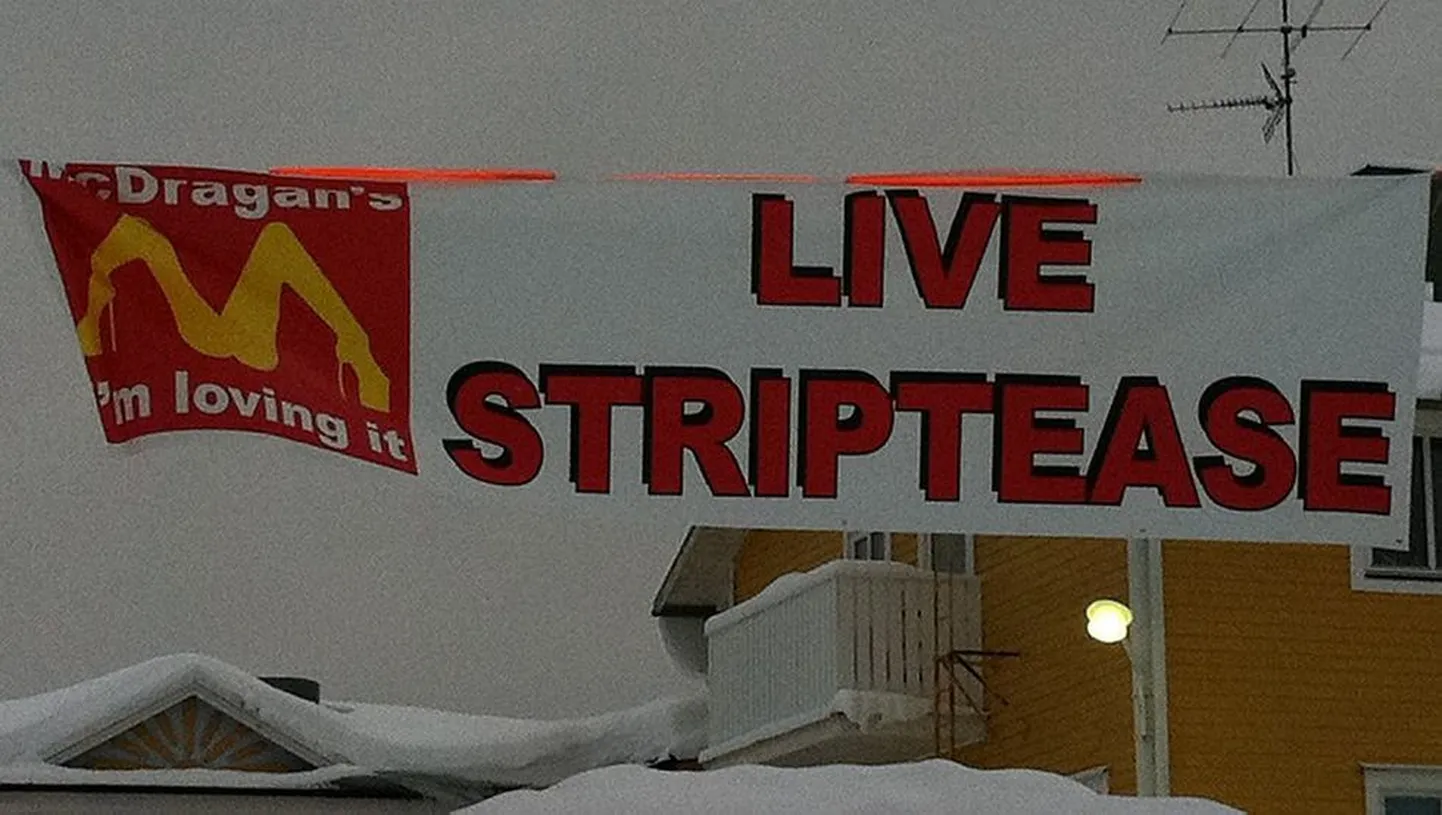 McDragan's
I'm loving it
LIVE
STRIPTEASE